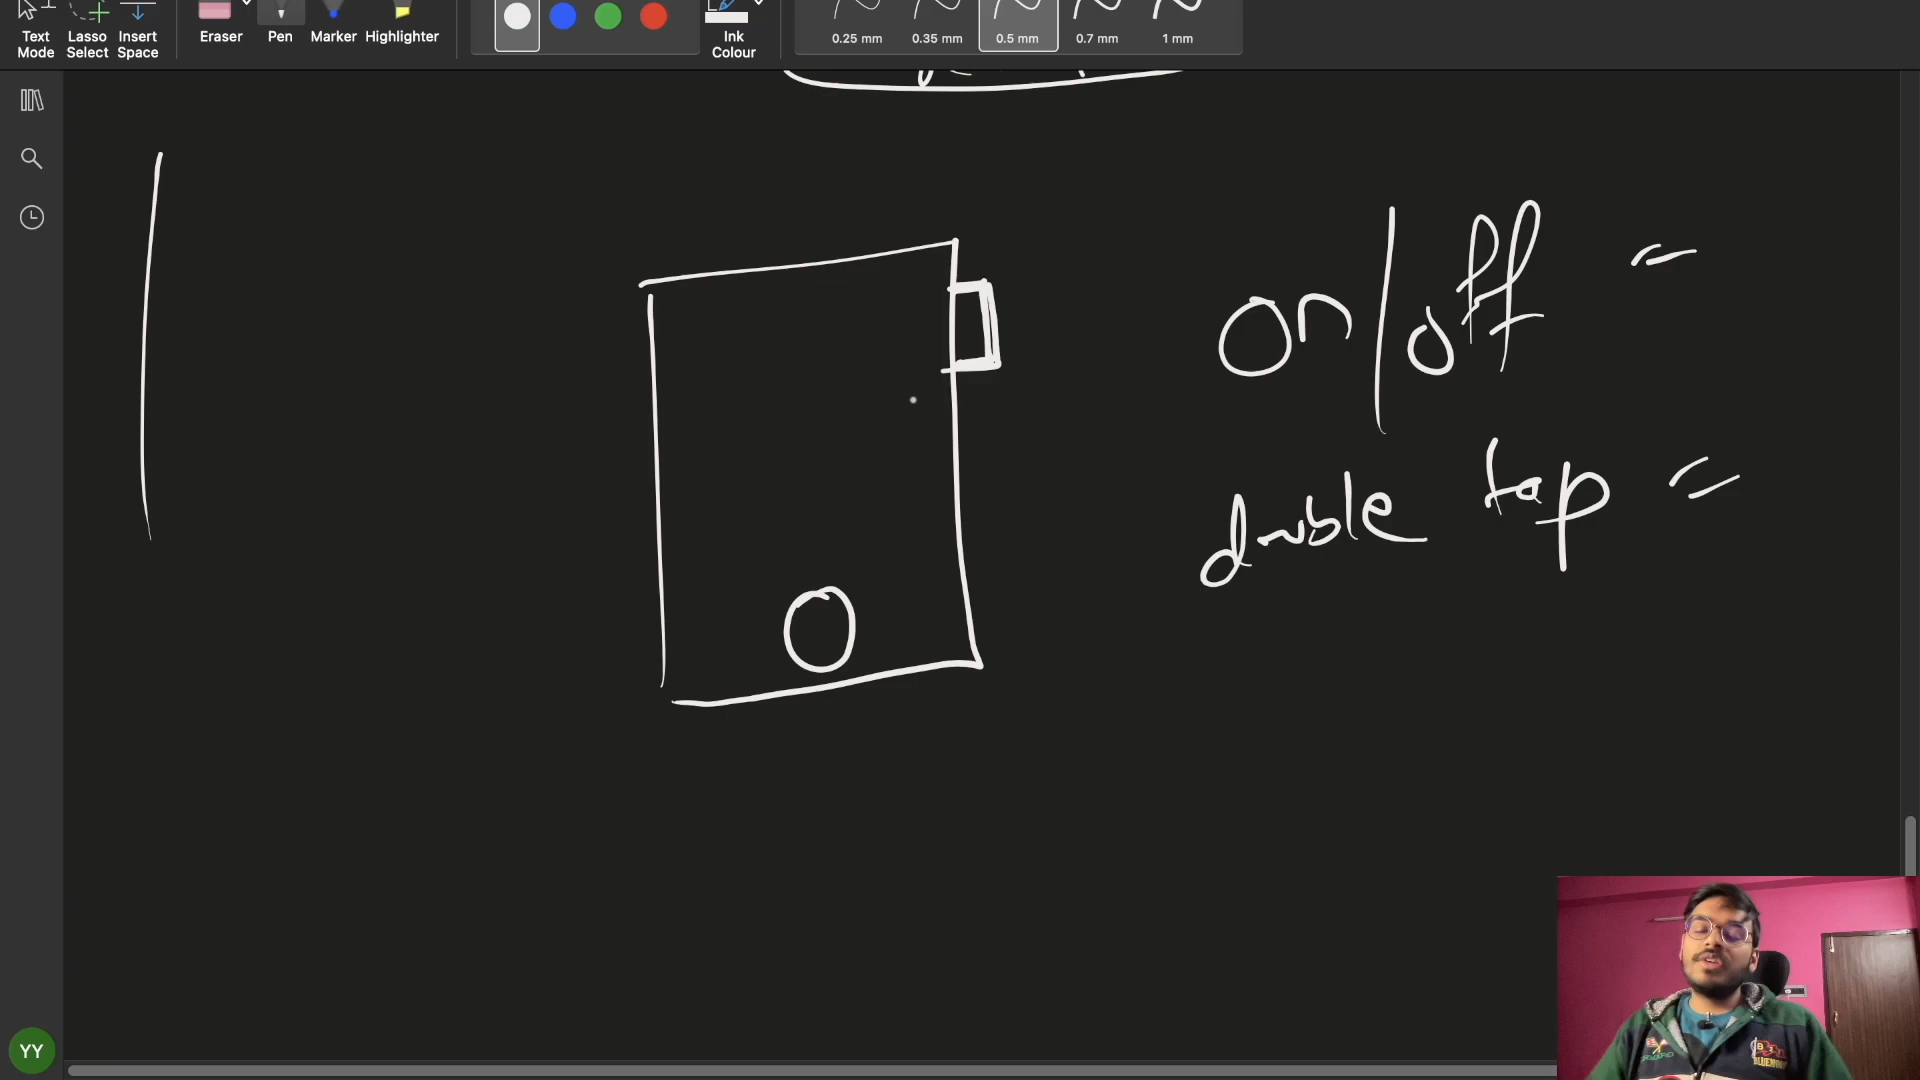 Text Mode
Lasso Select
Insert Space
Eraser
Pen
Marker
Highlighter
Ink Colour
0.25 mm
0.35 mm
0.5 mm
0.7 mm
1 mm
on/off =
double tap =
YY